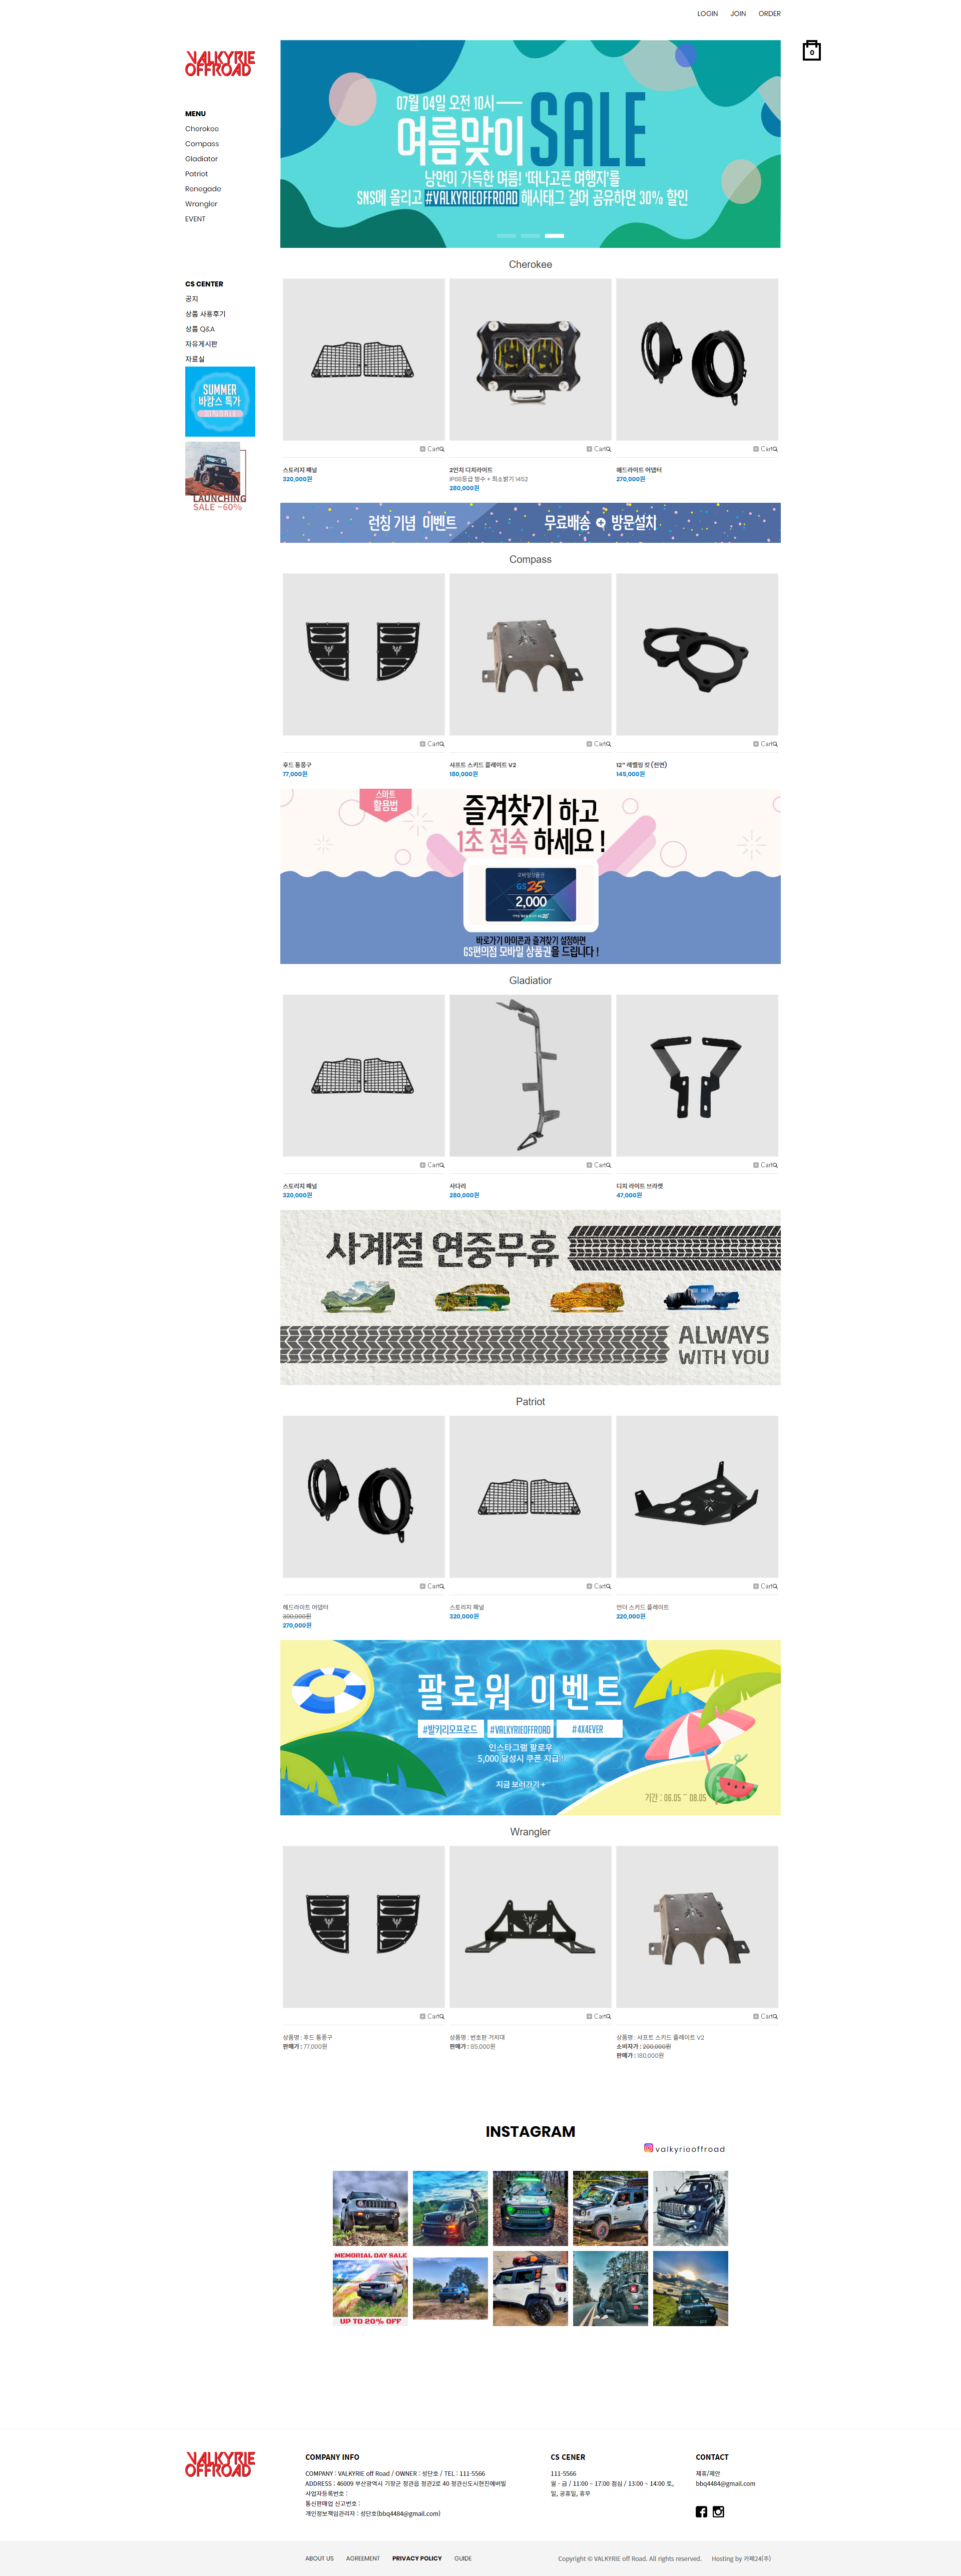 LOGIN JOIN ORDER
0
VALKYRIE
OFFROAD
MENU
Cherokee
Compass
Gladiator
Patriot
Renegade
Wrangler
EVENT
CS CENTER
공지
상품 사용후기
상품 Q&A
자유게시판
자료실
SUMMER
바캉스 특가
LAUNCHING
SALE ~60%
07월 04일 오전 10시
여름맞이 SALE
낭만이 가득한 여름! '떠나고픈 여행지'를
SNS에 올리고 #VALKYRIEOFFROAD 해시태그 걸어 공유하면 30% 할인
Cherokee
Cart Cart Cart
스토리지 패널
320,000원
2인치 디치라이트
IP68등급 방수 + 최소밝기 1452
280,000원
헤드라이트 어댑터
270,000원
런칭 기념 이벤트 무료배송 방문설치
Compass
Cart Cart Cart
후드 통풍구
77,000원
샤프트 스키드 플레이트 V2
180,000원
12" 레벨링 킷 (전면)
145,000원
스마트
활용법
즐겨찾기 하고
1초 접속 하세요 !
모바일상품권
GS25
2,000
바로가기 아이콘과 즐겨찾기 설정하면
GS편의점 모바일 상품권을 드립니다 !
Gladiatior
Cart Cart Cart
스토리지 패널
320,000원
사다리
280,000원
디치 라이트 브라켓
47,000원
사계절 연중무휴
ALWAYS
WITH YOU
Patriot
Cart Cart Cart
헤드라이트 어댑터
300,000원
270,000원
스토리지 패널
320,000원
언더 스키드 플레이트
220,000원
팔로워 이벤트
#발키리오프로드 #VALKYRIEOFFROAD #4X4EVER
인스타그램 팔로우
5,000 달성시 쿠폰 지급 !
지금 보러가기 +
기간 : 06.05 ~ 08.05
Wrangler
Cart Cart Cart
상품명 : 후드 통풍구
판매가 : 77,000원
상품명 : 번호판 거치대
판매가 : 85,000원
상품명 : 샤프트 스키드 플레이트 V2
소비자가 : 200,000원
판매가 : 180,000원
INSTAGRAM
valkyrieoffroad
MEMORIAL DAY SALE
UP TO 20% OFF
VALKYRIE
OFFROAD
COMPANY INFO
COMPANY : VALKYRIE off Road / OWNER : 성단호 / TEL : 111-5566
ADDRESS : 46009 부산광역시 기장군 정관읍 정관2로 40 정관신도시현진에버빌
사업자등록번호 :
통신판매업 신고번호 :
개인정보책임관리자 : 성단호(bbq4484@gmail.com)
CS CENER
111-5566
월 - 금 / 11:00 ~ 17:00 점심 / 13:00 ~ 14:00 토,
일, 공휴일, 휴무
CONTACT
제휴/제안
bbq4484@gmail.com
ABOUT US AGREEMENT PRIVACY POLICY GUIDE
Copyright © VALKYRIE off Road. All rights reserved. Hosting by 카페24(주)